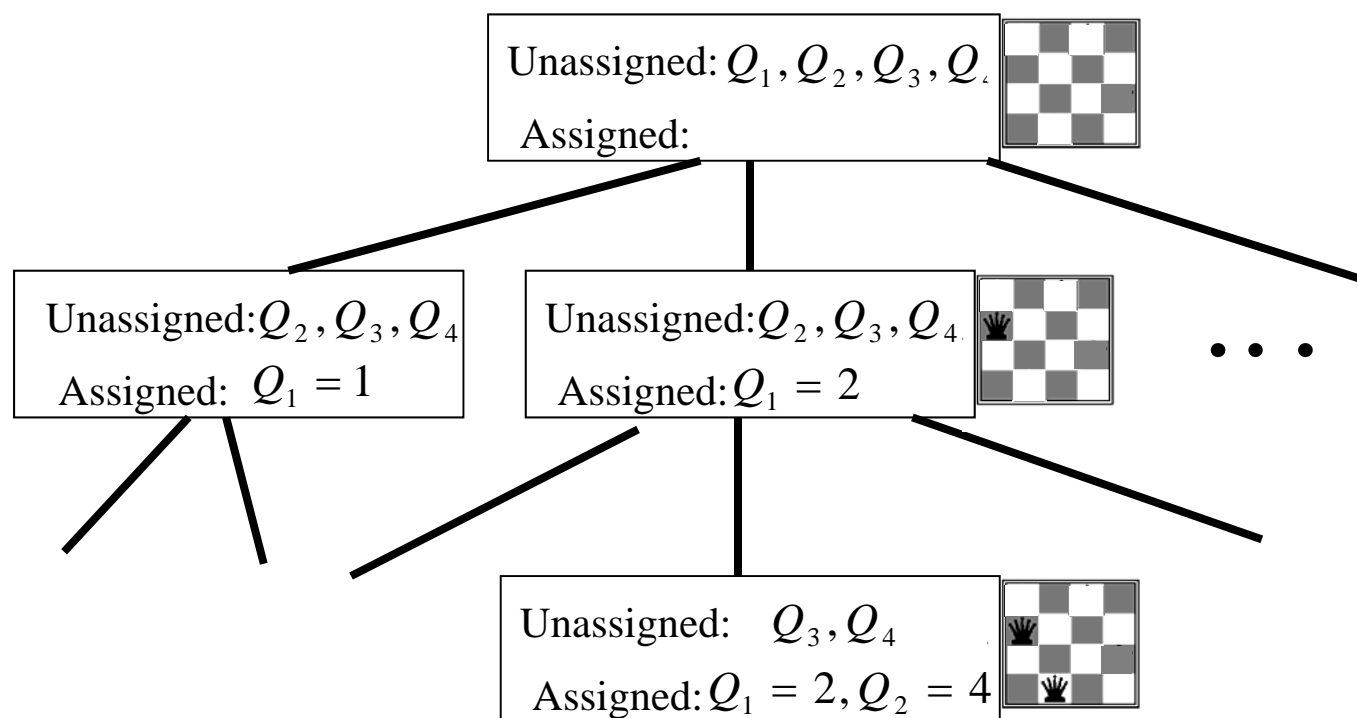 Unassigned: Q₁, Q₂, Q₃, Q
Assigned:
Unassigned: Q₂, Q₃, Q₄
Assigned: Q₁ = 1
Unassigned: Q₂, Q₃, Q₄
Assigned: Q₁ = 2
• • •
Unassigned: Q₃, Q₄
Assigned: Q₁ = 2, Q₂ = 4